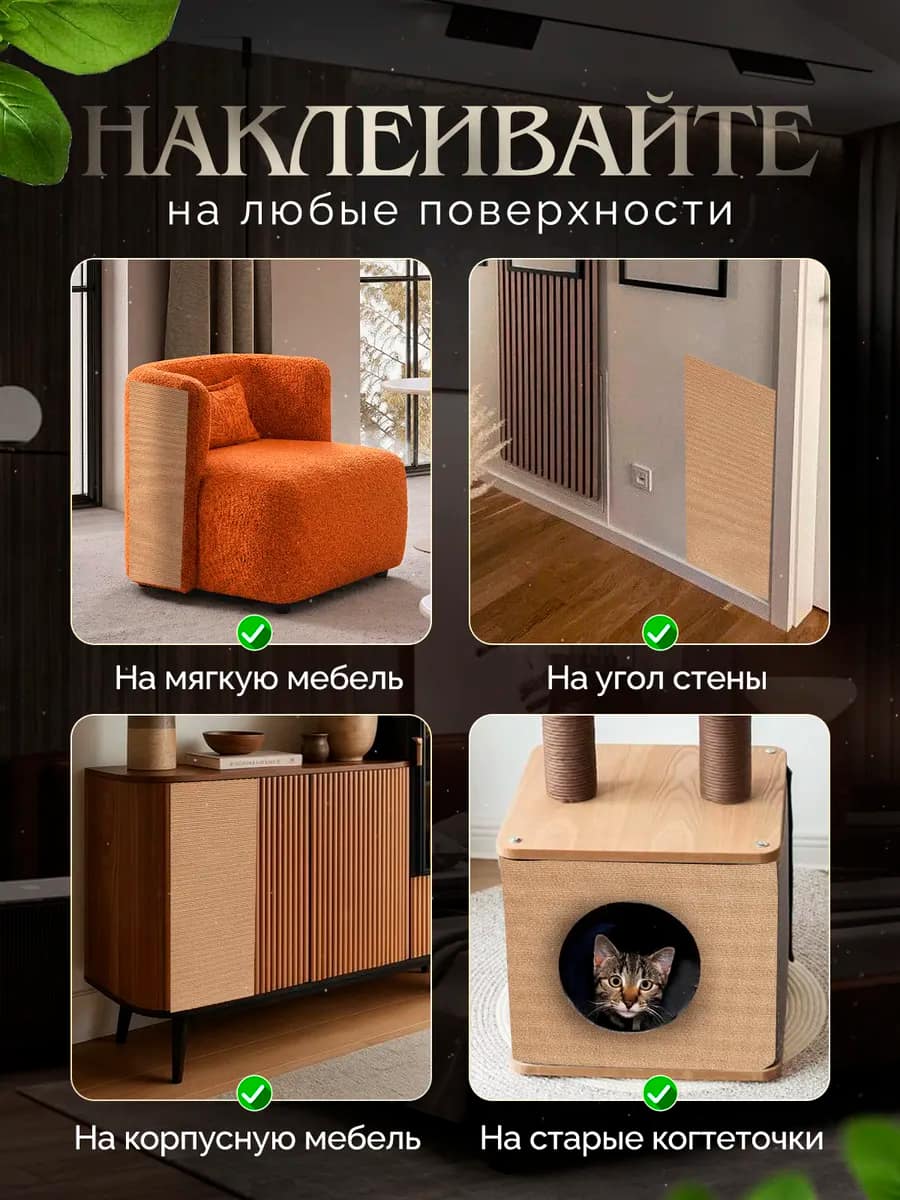 НАКЛЕИВАЙТЕ
на любые поверхности
На мягкую мебель
На угол стены
На корпусную мебель
На старые когтеточки